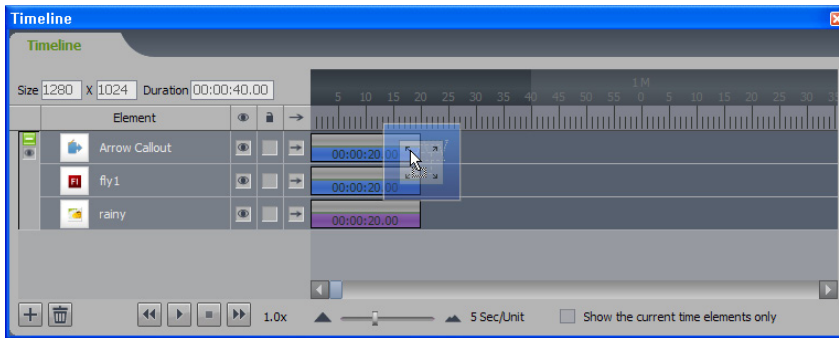 Timeline
Timeline
Size 1280 X 1024 Duration 00:00:40.00
1 M
5 10 15 20 25 30 35 40 45 50 55 0 5 10 15 20 25 30 35
Element
Arrow Callout 00:00:20.00
fly1 00:00:20.00
rainy 00:00:20.00
1.0x 5 Sec/Unit Show the current time elements only